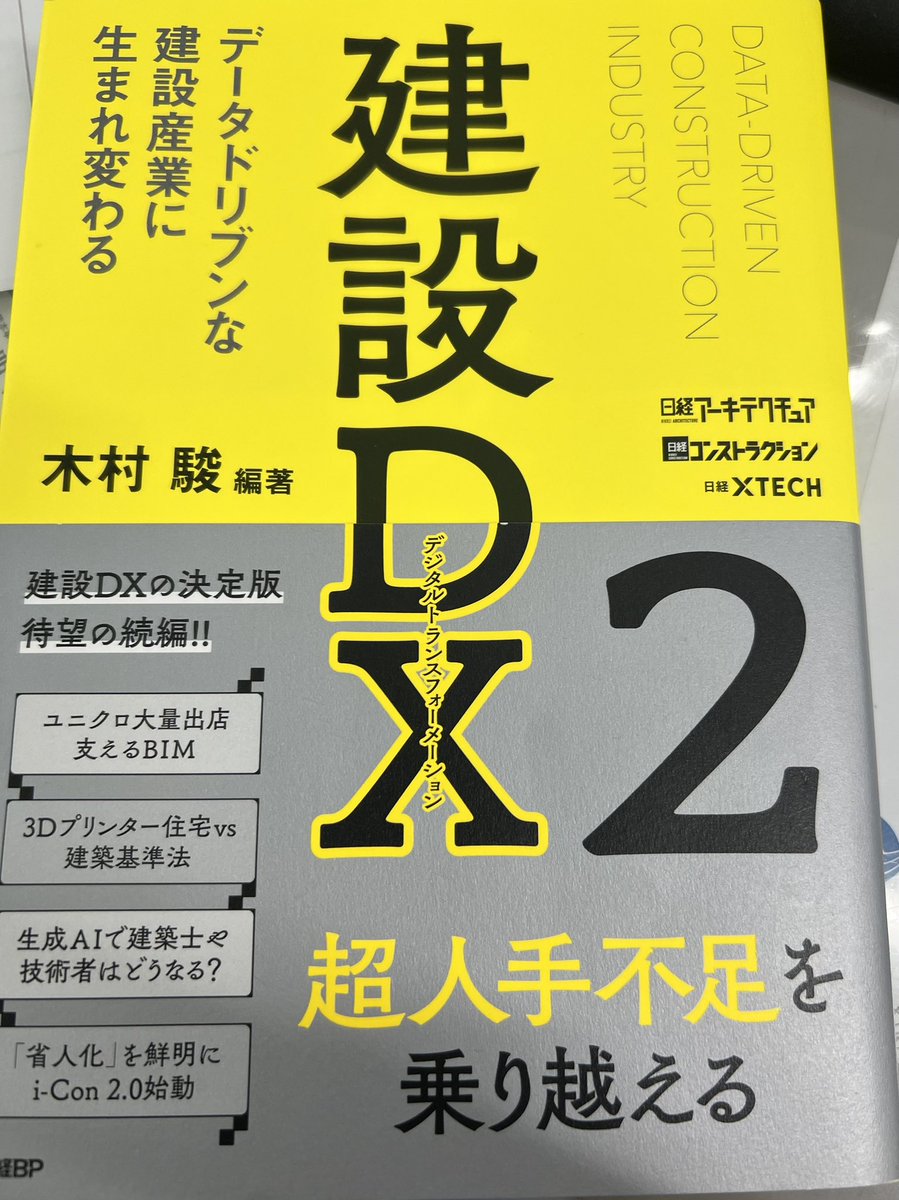 DATA-DRIVEN
CONSTRUCTION
INDUSTRY
建設DX2
デジタルトランスフォーメーション
データドリブンな
建設産業に
生まれ変わる
木村 駿 編著
日経アーキテクチュア
NIKKEI ARCHITECTURE
日経コンストラクション
日経 XTECH
建設DXの決定版
待望の続編!!
ユニクロ大量出店
支えるBIM
3Dプリンター住宅vs
建築基準法
生成AIで建築士や
技術者はどうなる?
「省人化」を鮮明に
i-Con 2.0始動
超人手不足を
乗り越える
経BP